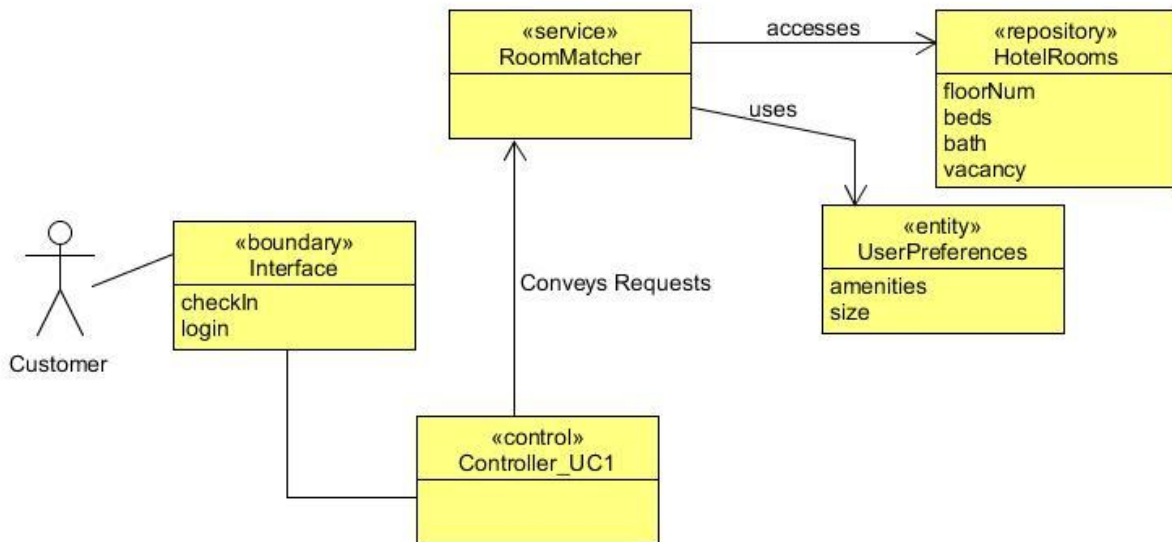 «service»
RoomMatcher
accesses
«repository»
HotelRooms
floorNum
beds
bath
vacancy
uses
«entity»
UserPreferences
amenities
size
Customer
«boundary»
Interface
checkIn
login
Conveys Requests
«control»
Controller_UC1